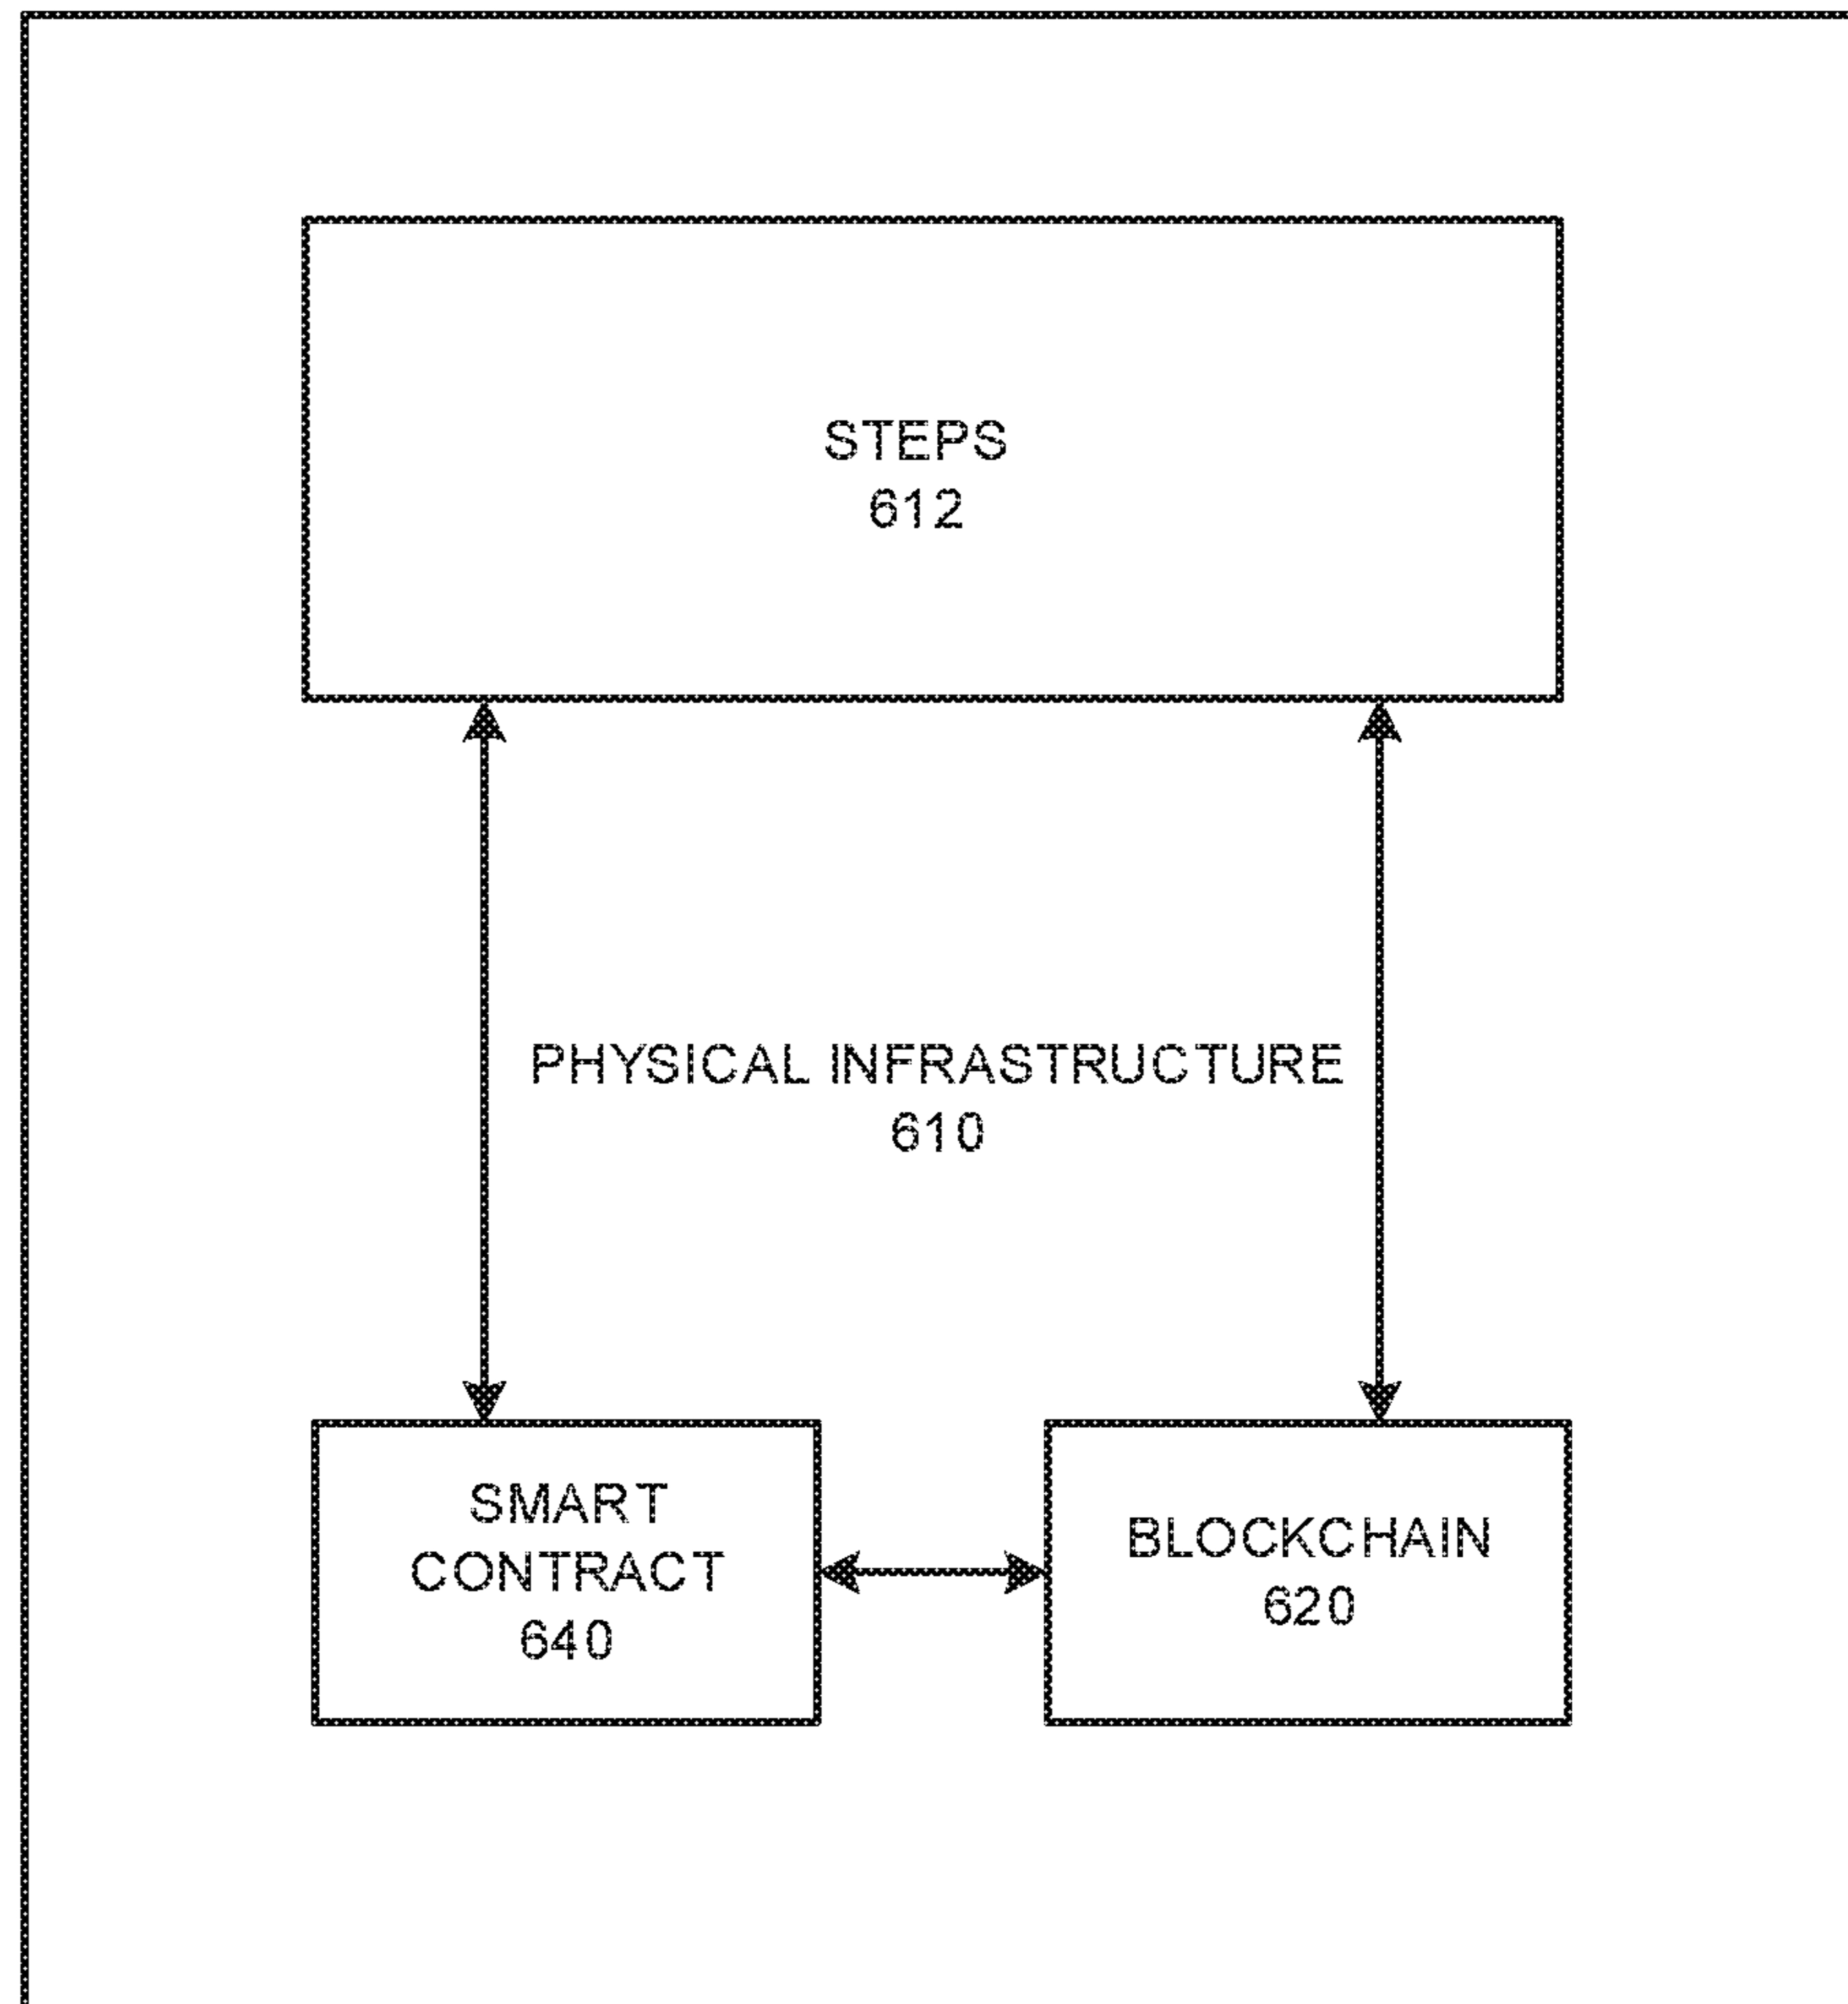 STEPS
612
PHYSICAL INFRASTRUCTURE
610
SMART
CONTRACT
640
BLOCKCHAIN
620